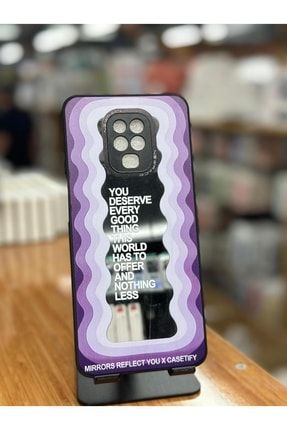 YOU
DESERVE
EVERY
GOOD
THING
THIS
WORLD
HAS TO
OFFER
AND
NOTHING
LESS
MIRRORS REFLECT YOU X CASETIFY